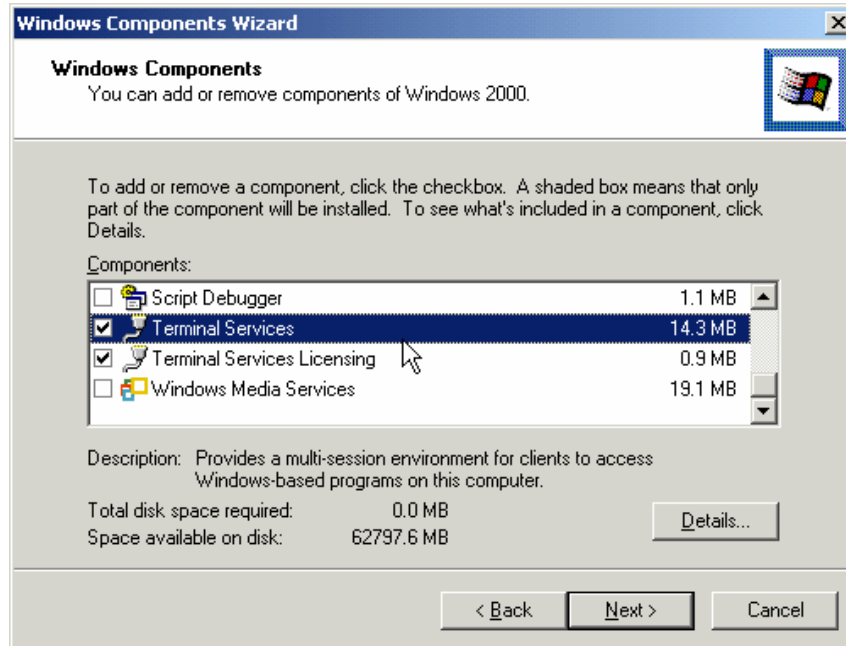 Windows Components Wizard
Windows Components
You can add or remove components of Windows 2000.
To add or remove a component, click the checkbox. A shaded box means that only
part of the component will be installed. To see what's included in a component, click
Details.
Components:
Script Debugger 1.1 MB
Terminal Services 14.3 MB
Terminal Services Licensing 0.9 MB
Windows Media Services 19.1 MB
Description: Provides a multi-session environment for clients to access
Windows-based programs on this computer.
Total disk space required: 0.0 MB
Space available on disk: 62797.6 MB
Details...
< Back Next > Cancel